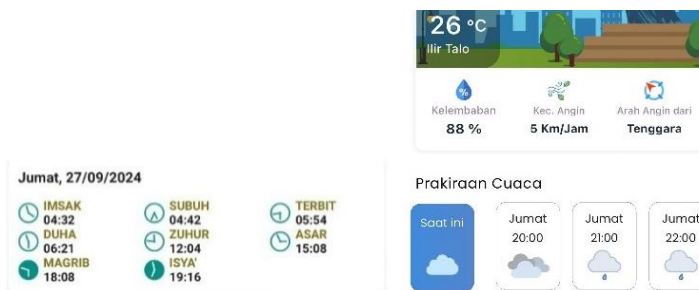 26 °C
Ilir Talo
Kelembaban
88 %
Kec. Angin
5 Km/Jam
Arah Angin dari
Tenggara
Prakiraan Cuaca
Saat ini
Jumat
20:00
Jumat
21:00
Jumat
22:00
Jumat, 27/09/2024
IMSAK
04:32
SUBUH
04:42
TERBIT
05:54
DUHA
06:21
ZUHUR
12:04
ASAR
15:08
MAGRIB
18:08
ISYA'
19:16